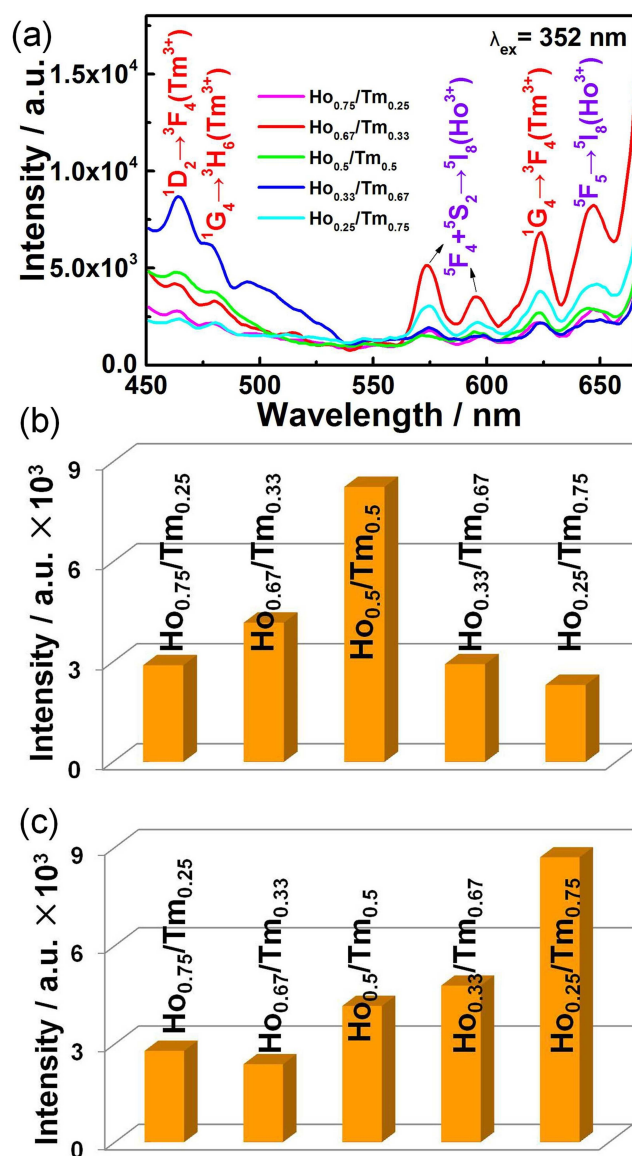 (a)
λex = 352 nm
Intensity / a.u.
1.5x10⁴
1.0x10⁴
5.0x10³
0.0
¹D₂→³F₄(Tm³⁺)
¹G₄→³H₆(Tm³⁺)
Ho₀.₇₅/Tm₀.₂₅
Ho₀.₆₇/Tm₀.₃₃
Ho₀.₅/Tm₀.₅
Ho₀.₃₃/Tm₀.₆₇
Ho₀.₂₅/Tm₀.₇₅
⁵F₄+⁵S₂→⁵I₈(Ho³⁺)
¹G₄→³F₄(Tm³⁺)
⁵F₅→⁵I₈(Ho³⁺)
450 500 550 600 650
Wavelength / nm
(b)
Intensity / a.u. ×10³
9
6
3
0
Ho₀.₇₅/Tm₀.₂₅
Ho₀.₆₇/Tm₀.₃₃
Ho₀.₅/Tm₀.₅
Ho₀.₃₃/Tm₀.₆₇
Ho₀.₂₅/Tm₀.₇₅
(c)
Intensity / a.u. ×10³
9
6
3
0
Ho₀.₇₅/Tm₀.₂₅
Ho₀.₆₇/Tm₀.₃₃
Ho₀.₅/Tm₀.₅
Ho₀.₃₃/Tm₀.₆₇
Ho₀.₂₅/Tm₀.₇₅